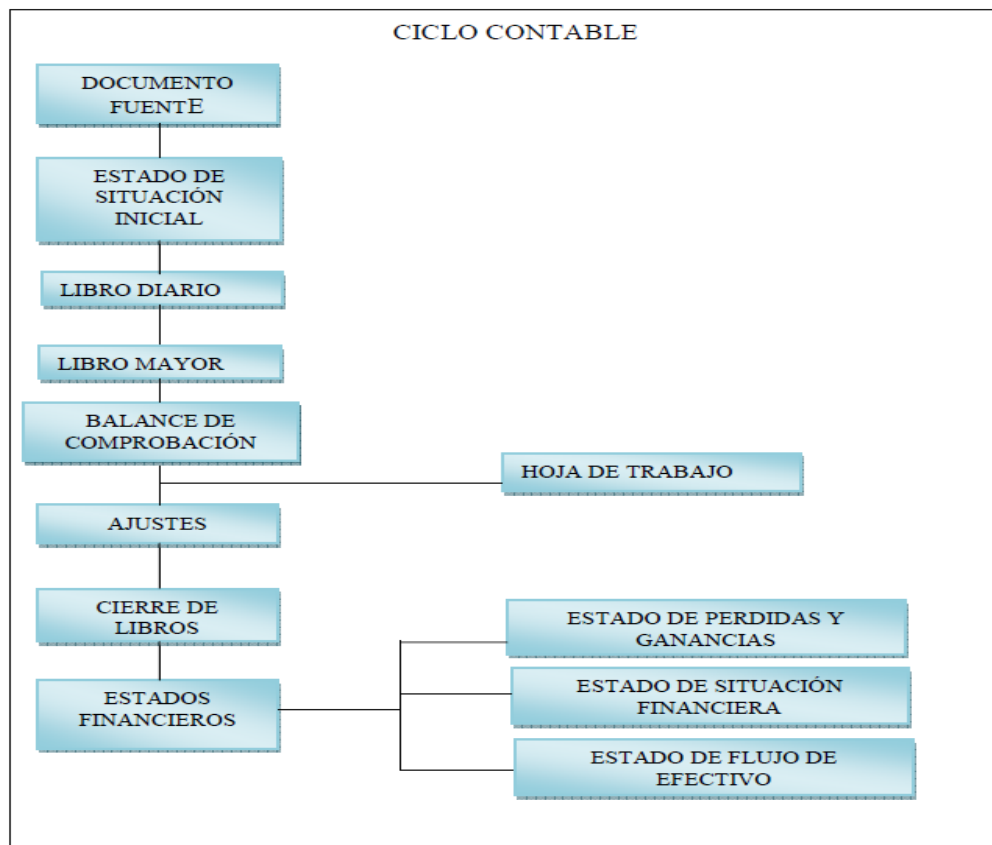 CICLO CONTABLE
DOCUMENTO
FUENTE
ESTADO DE
SITUACIÓN
INICIAL
LIBRO DIARIO
LIBRO MAYOR
BALANCE DE
COMPROBACIÓN
HOJA DE TRABAJO
AJUSTES
CIERRE DE
LIBROS
ESTADOS
FINANCIEROS
ESTADO DE PERDIDAS Y
GANANCIAS
ESTADO DE SITUACIÓN
FINANCIERA
ESTADO DE FLUJO DE
EFECTIVO